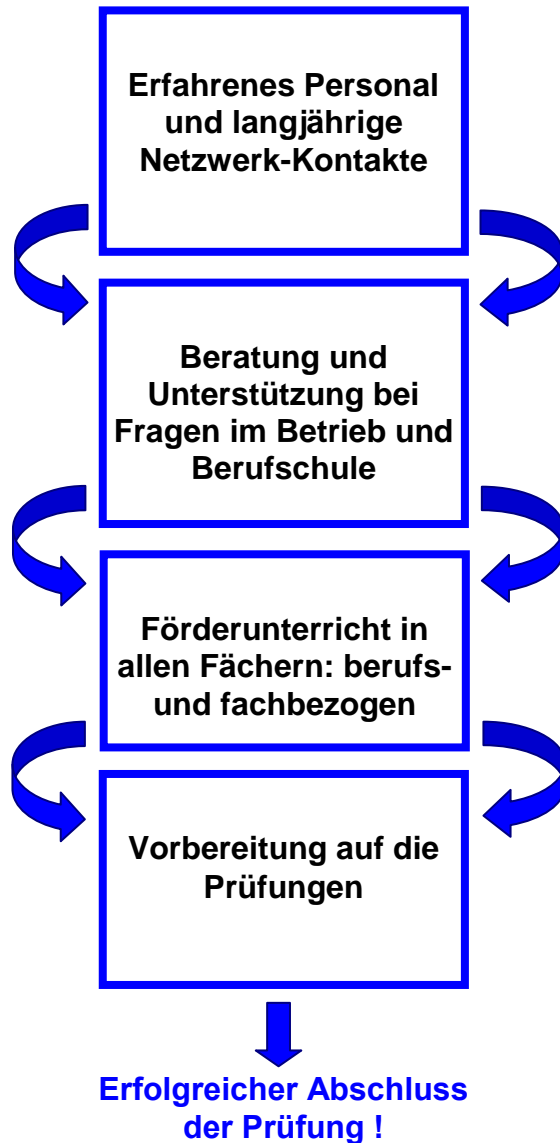 Erfahrenes Personal
und langjährige
Netzwerk-Kontakte
Beratung und
Unterstützung bei
Fragen im Betrieb und
Berufschule
Förderunterricht in
allen Fächern: berufs-
und fachbezogen
Vorbereitung auf die
Prüfungen
Erfolgreicher Abschluss
der Prüfung !